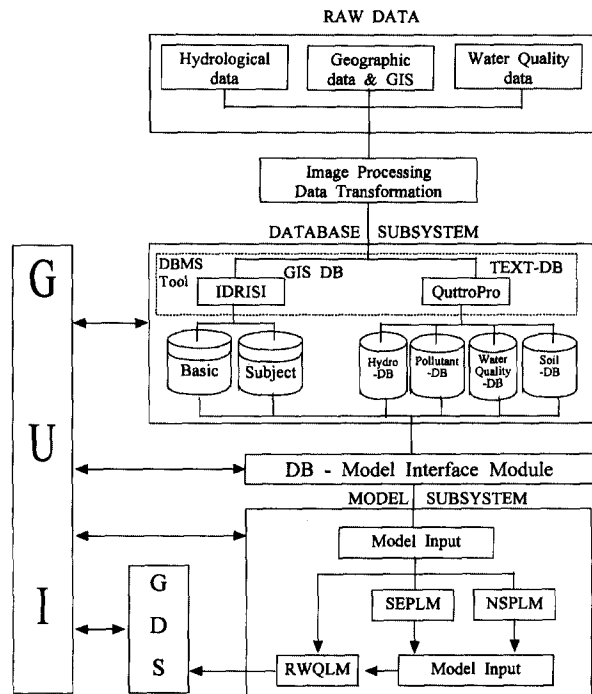 RAW DATA
Hydrological data
Geographic data & GIS
Water Quality data
Image Processing
Data Transformation
DATABASE SUBSYSTEM
DBMS Tool
GIS DB
TEXT-DB
IDRISI
QuttroPro
Basic
Subject
Hydro -DB
Pollutant -DB
Water Quality -DB
Soil -DB
DB - Model Interface Module
MODEL SUBSYSTEM
Model Input
SEPLM
NSPLM
RWQLM
Model Input
GUI
GDS